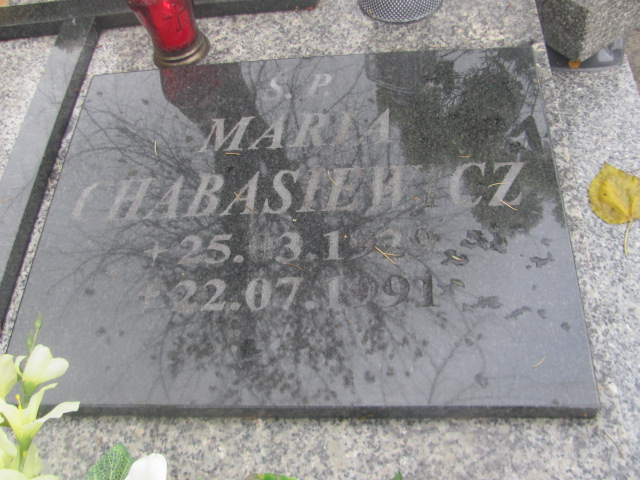 S. P.
MARIA
CHABASIEWICZ
+ 22.07.1991